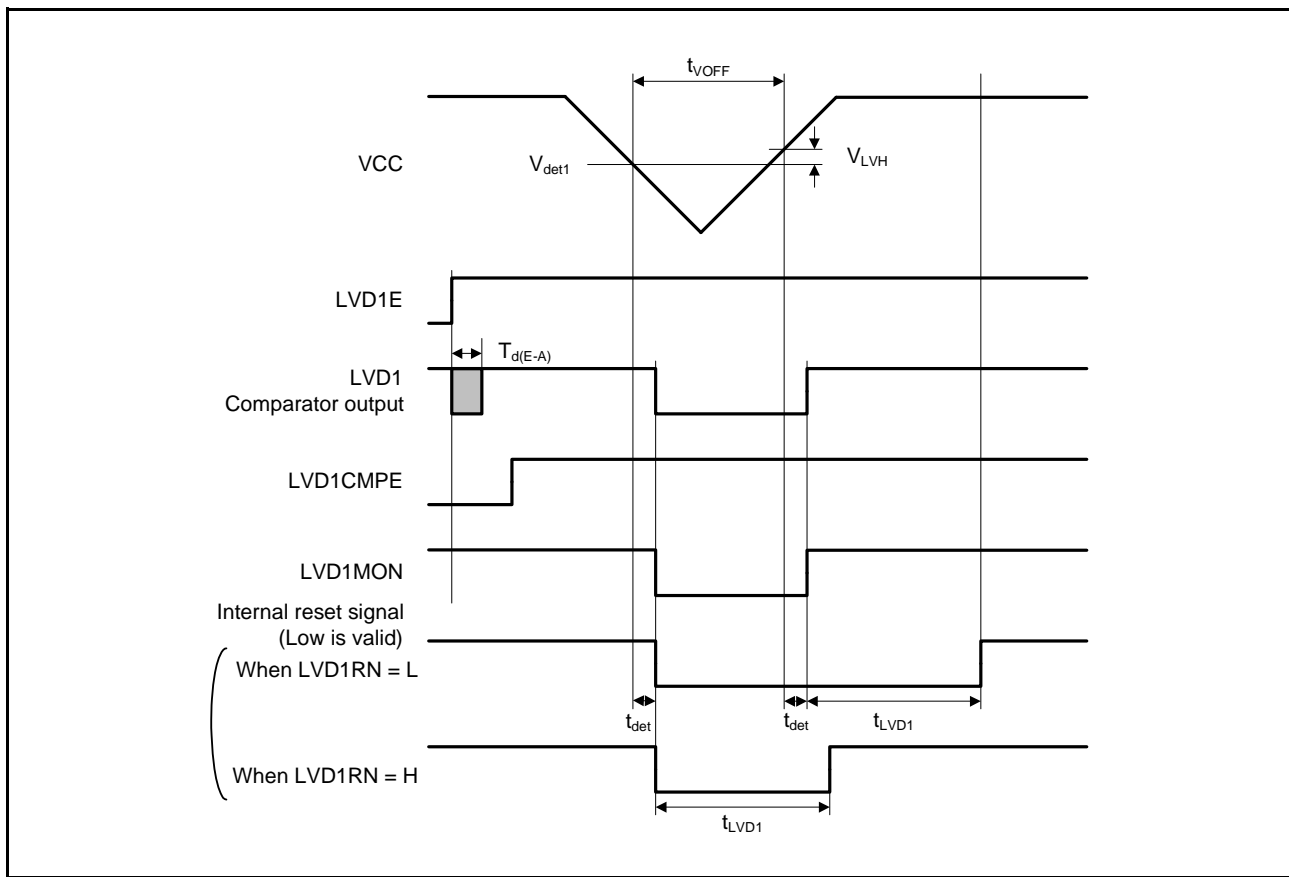 tVOFF
VCC
Vdet1
VLVH
LVD1E
Td(E-A)
LVD1
Comparator output
LVD1CMPE
LVD1MON
Internal reset signal
(Low is valid)
When LVD1RN = L
tdet
tdet
tLVD1
When LVD1RN = H
tLVD1